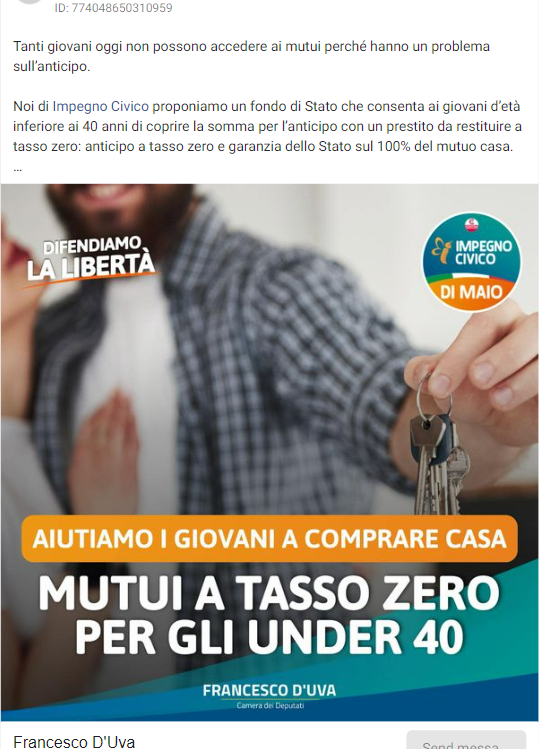 ID: 774048650310959
Tanti giovani oggi non possono accedere ai mutui perché hanno un problema
sull'anticipo.
Noi di Impegno Civico proponiamo un fondo di Stato che consenta ai giovani d'età
inferiore ai 40 anni di coprire la somma per l'anticipo con un prestito da restituire a
tasso zero: anticipo a tasso zero e garanzia dello Stato sul 100% del mutuo casa.
...
DIFENDIAMO
LA LIBERTÀ
IMPEGNO
CIVICO
DI MAIO
AIUTIAMO I GIOVANI A COMPRARE CASA
MUTUI A TASSO ZERO
PER GLI UNDER 40
FRANCESCO D'UVA
Camera dei Deputati
Francesco D'Uva
Send messa